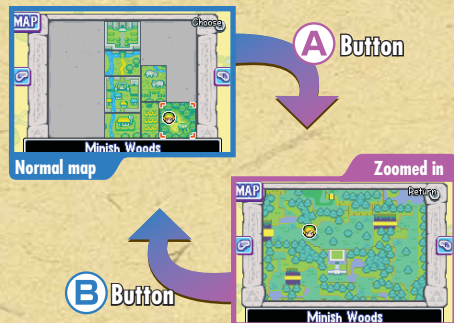 MAP
Choose
A Button
Minish Woods
Normal map
Zoomed in
MAP
Return
B Button
Minish Woods